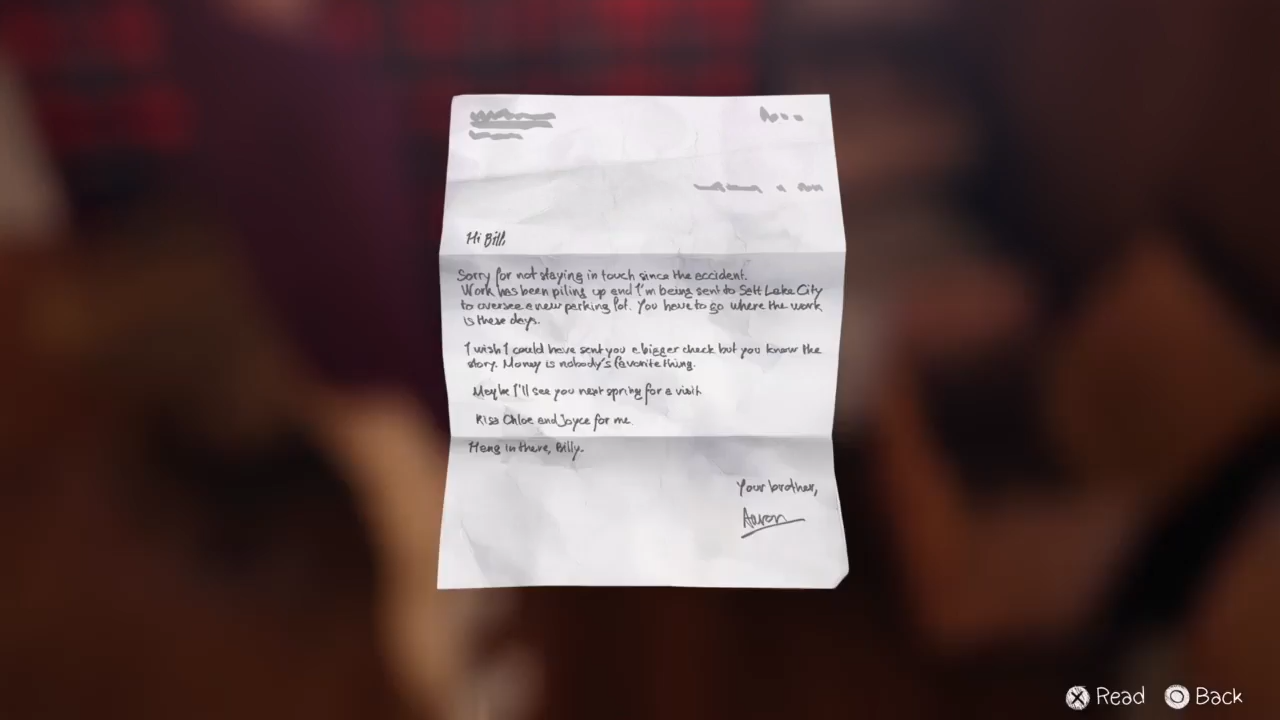 Hi Bill,
Sorry for not staying in touch since the accident.
Work has been piling up and I'm being sent to Salt Lake City
to oversee a new parking lot. You have to go where the work
is these days.
I wish I could have sent you a bigger check but you know the
story. Money is nobody's favorite thing.
Maybe I'll see you next spring for a visit.
Kiss Chloe and Joyce for me.
Hang in there, Billy.
Your brother,
Aaron
Read Back